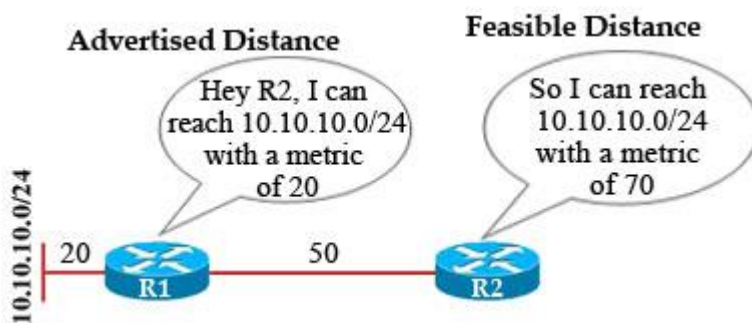 Advertised Distance
Feasible Distance
Hey R2, I can
reach 10.10.10.0/24
with a metric
of 20
So I can reach
10.10.10.0/24
with a metric
of 70
10.10.10.0/24
20
50
R1
R2